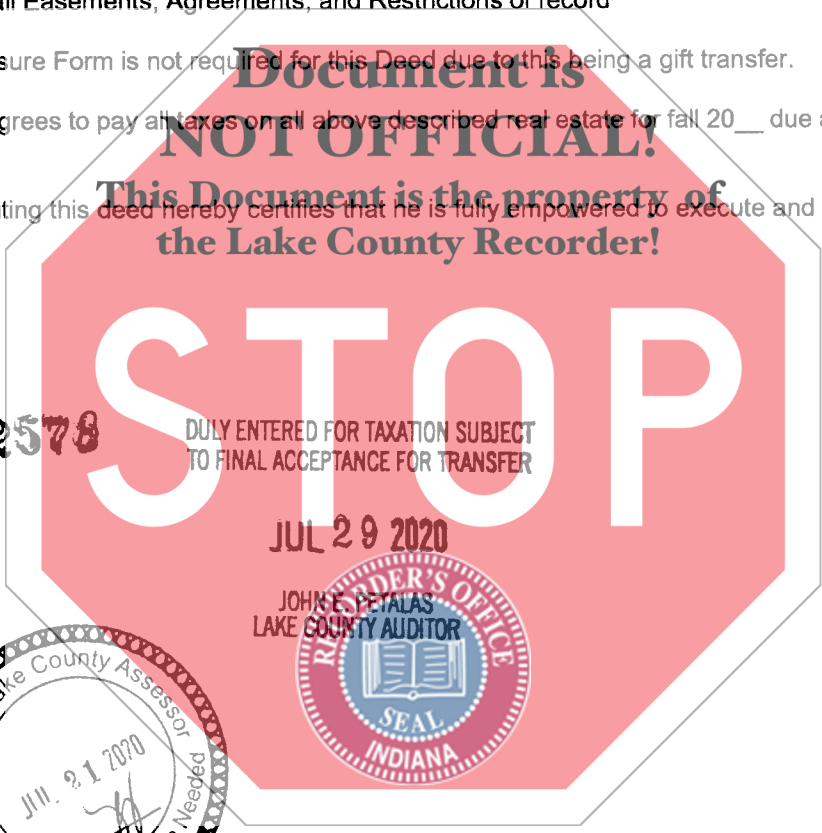 all Easements, Agreements, and Restrictions of record
sure Form is not required for this Deed due to this being a gift transfer.
grees to pay all taxes on all above described real estate for fall 20__ due a
ting this deed hereby certifies that he is fully empowered to execute and
Document is
NOT OFFICIAL!
This Document is the property of
the Lake County Recorder!
STOP
2578
DULY ENTERED FOR TAXATION SUBJECT
TO FINAL ACCEPTANCE FOR TRANSFER
JUL 29 2020
JOHN E. PETALAS
LAKE COUNTY AUDITOR
RECORDER'S OFFICE
SEAL
INDIANA
ke County Assessor
JUL 21 2020
Needed